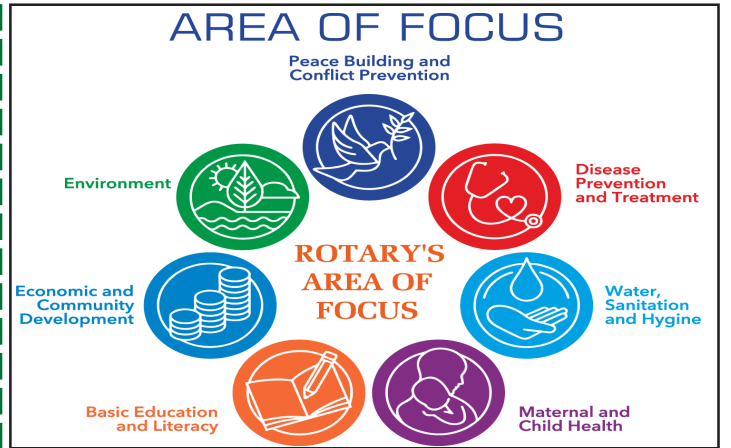 AREA OF FOCUS
Peace Building and
Conflict Prevention
Environment
Disease
Prevention
and Treatment
ROTARY'S
AREA OF
FOCUS
Economic and
Community
Development
Water,
Sanitation
and Hygine
Basic Education
and Literacy
Maternal and
Child Health